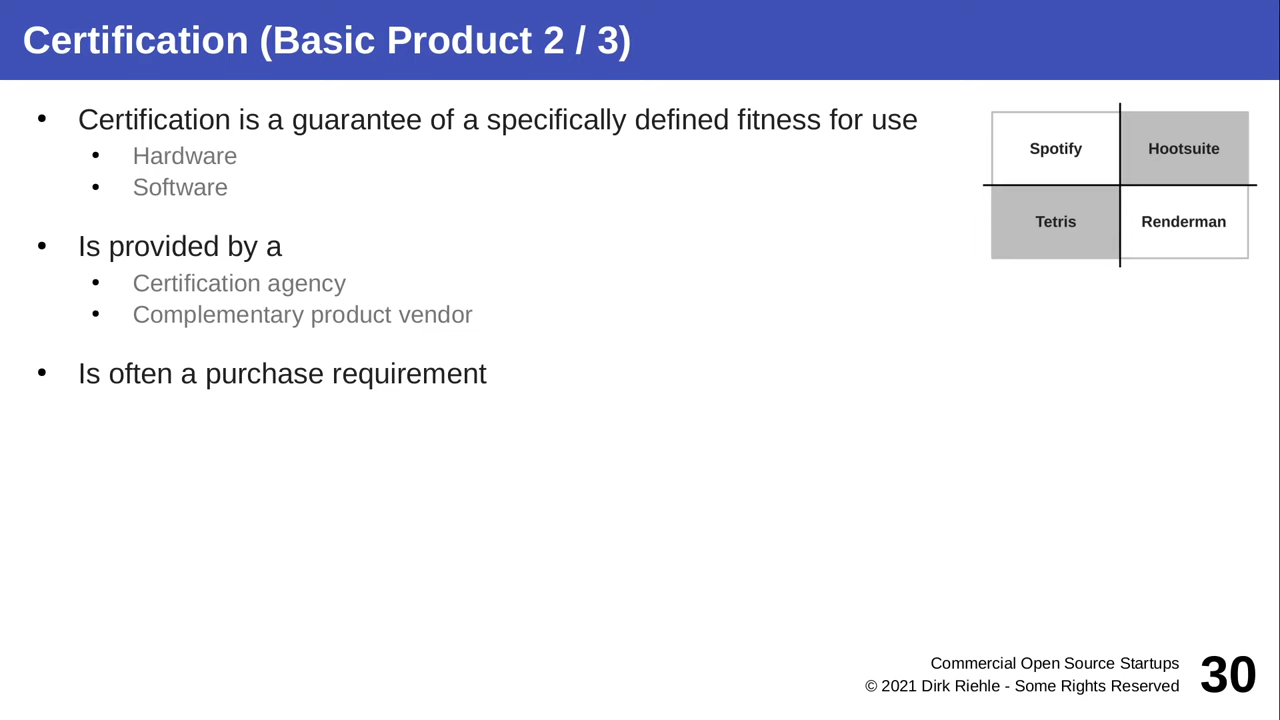 Certification (Basic Product 2 / 3)
• Certification is a guarantee of a specifically defined fitness for use
• Hardware
• Software
• Is provided by a
• Certification agency
• Complementary product vendor
• Is often a purchase requirement
Spotify Hootsuite
Tetris Renderman
Commercial Open Source Startups
© 2021 Dirk Riehle - Some Rights Reserved
30